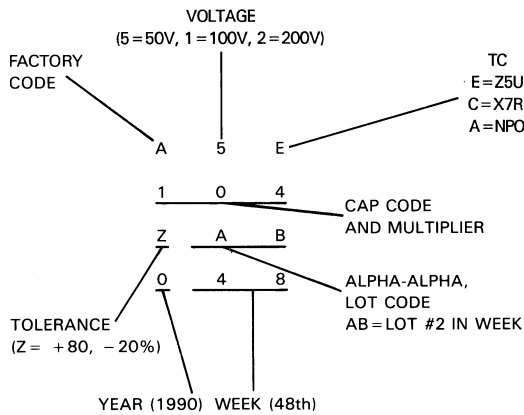 VOLTAGE
(5=50V, 1=100V, 2=200V)
FACTORY
CODE
TC
E=Z5U
C=X7R
A=NPO
A 5 E
1 0 4
CAP CODE
AND MULTIPLIER
Z A B
0 4 8
ALPHA-ALPHA,
LOT CODE
AB=LOT #2 IN WEEK
TOLERANCE
(Z= +80, −20%)
YEAR (1990) WEEK (48th)